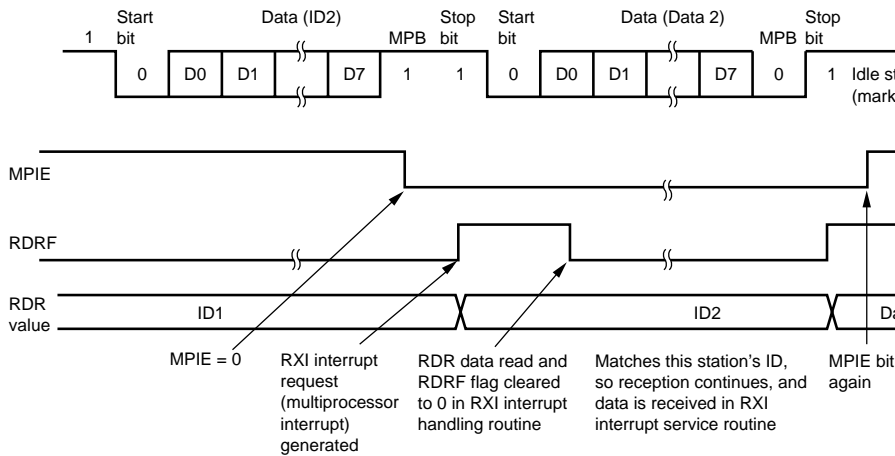 Start bit Data (ID2) MPB Stop bit Start bit Data (Data 2) MPB Stop bit
1 0 D0 D1 D7 1 1 0 D0 D1 D7 0 1 Idle
(mark
MPIE
RDRF
RDR value ID1 ID2
MPIE = 0
RXI interrupt
request
(multiprocessor
interrupt)
generated
RDR data read and
RDRF flag cleared
to 0 in RXI interrupt
handling routine
Matches this station's ID,
so reception continues, and
data is received in RXI
interrupt service routine
MPIE bit
again